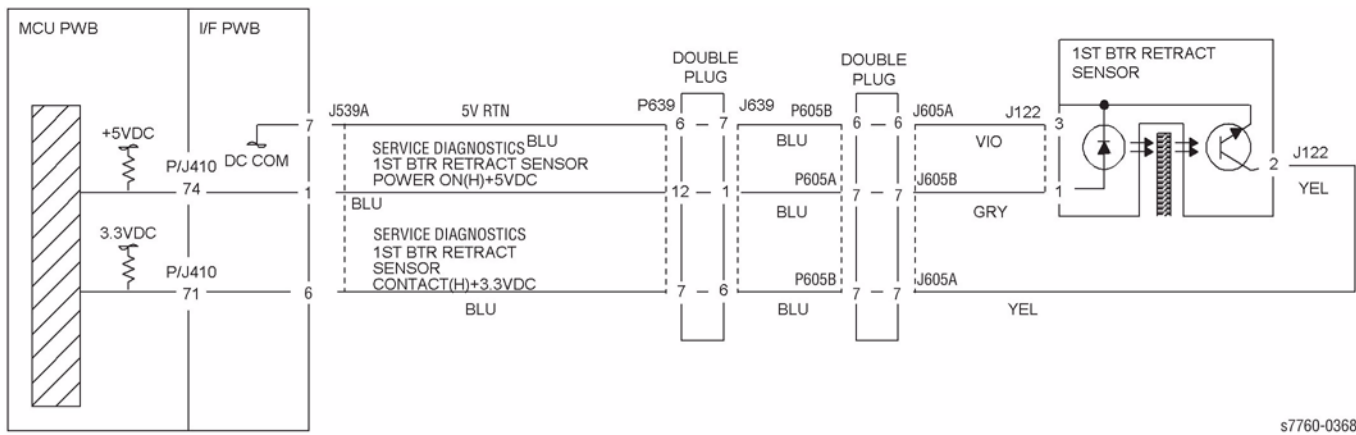 MCU PWB
I/F PWB
+5VDC
P/J410
74
3.3VDC
P/J410
71
DC COM
7
1
6
J539A
5V RTN
BLU
SERVICE DIAGNOSTICS
1ST BTR RETRACT SENSOR
POWER ON(H)+5VDC
BLU
SERVICE DIAGNOSTICS
1ST BTR RETRACT
SENSOR
CONTACT(H)+3.3VDC
BLU
DOUBLE
PLUG
P639
6 7
J639
12 1
7 6
BLU
BLU
BLU
P605B
P605A
P605B
DOUBLE
PLUG
6 6
7 7
7 7
J605A
J605B
J605A
VIO
GRY
YEL
J122
3
1
1ST BTR RETRACT
SENSOR
2
J122
YEL
s7760-0368